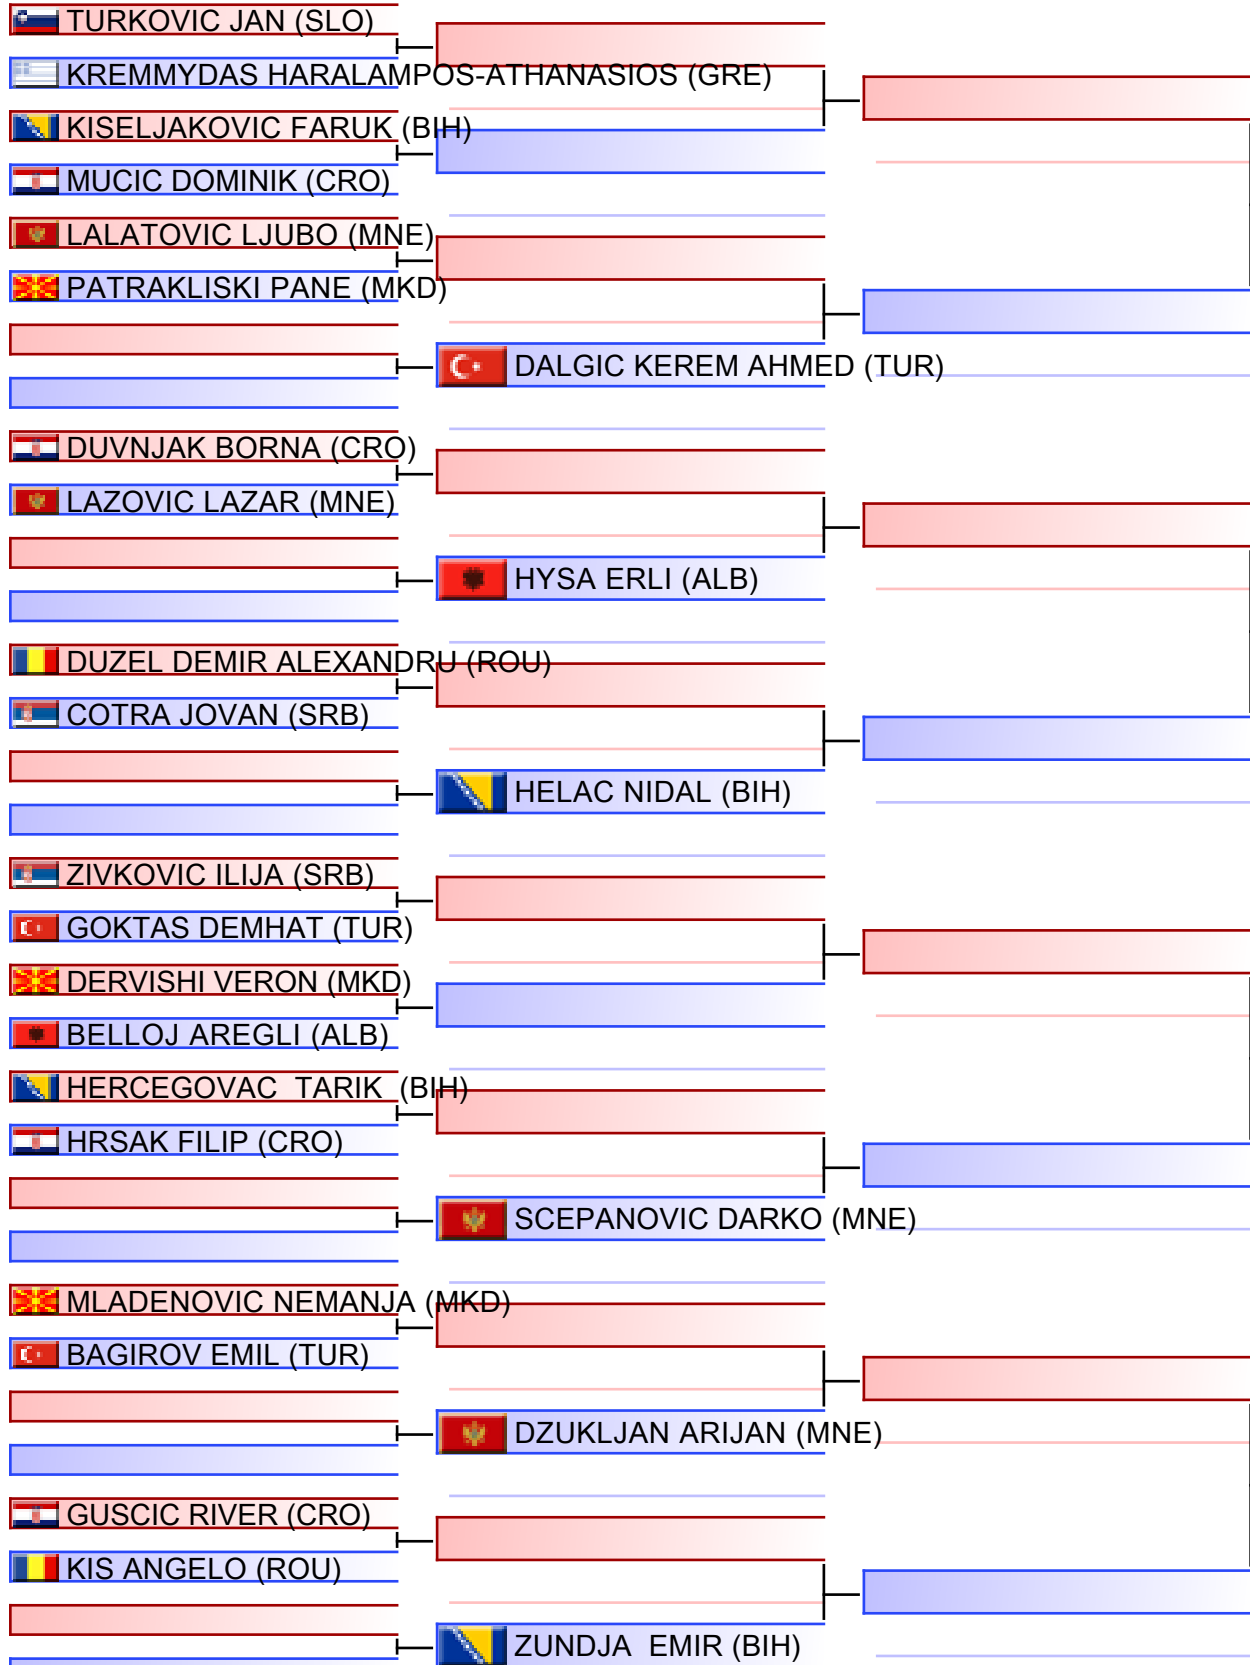 TURKOVIC JAN (SLO)
KREMMYDAS HARALAMPOS-ATHANASIOS (GRE)
KISELJAKOVIC FARUK (BIH)
MUCIC DOMINIK (CRO)
LALATOVIC LJUBO (MNE)
PATRAKLISKI PANE (MKD)
DALGIC KEREM AHMED (TUR)
DUVNJAK BORNA (CRO)
LAZOVIC LAZAR (MNE)
HYSA ERLI (ALB)
DUZEL DEMIR ALEXANDRU (ROU)
COTRA JOVAN (SRB)
HELAC NIDAL (BIH)
ZIVKOVIC ILIJA (SRB)
GOKTAS DEMHAT (TUR)
DERVISHI VERON (MKD)
BELLOJ AREGLI (ALB)
HERCEGOVAC  TARIK  (BIH)
HRSAK FILIP (CRO)
SCEPANOVIC DARKO (MNE)
MLADENOVIC NEMANJA (MKD)
BAGIROV EMIL (TUR)
DZUKLJAN ARIJAN (MNE)
GUSCIC RIVER (CRO)
KIS ANGELO (ROU)
ZUNDJA  EMIR (BIH)